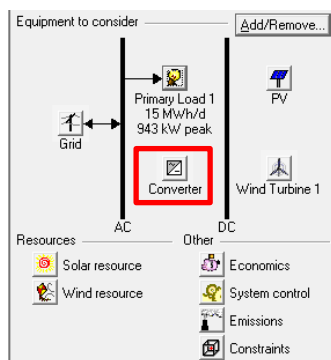 Equipment to consider
Add/Remove...
Primary Load 1
15 MWh/d
943 kW peak
PV
Grid
Converter
Wind Turbine 1
AC
DC
Resources
Other
Solar resource
Economics
Wind resource
System control
Emissions
Constraints